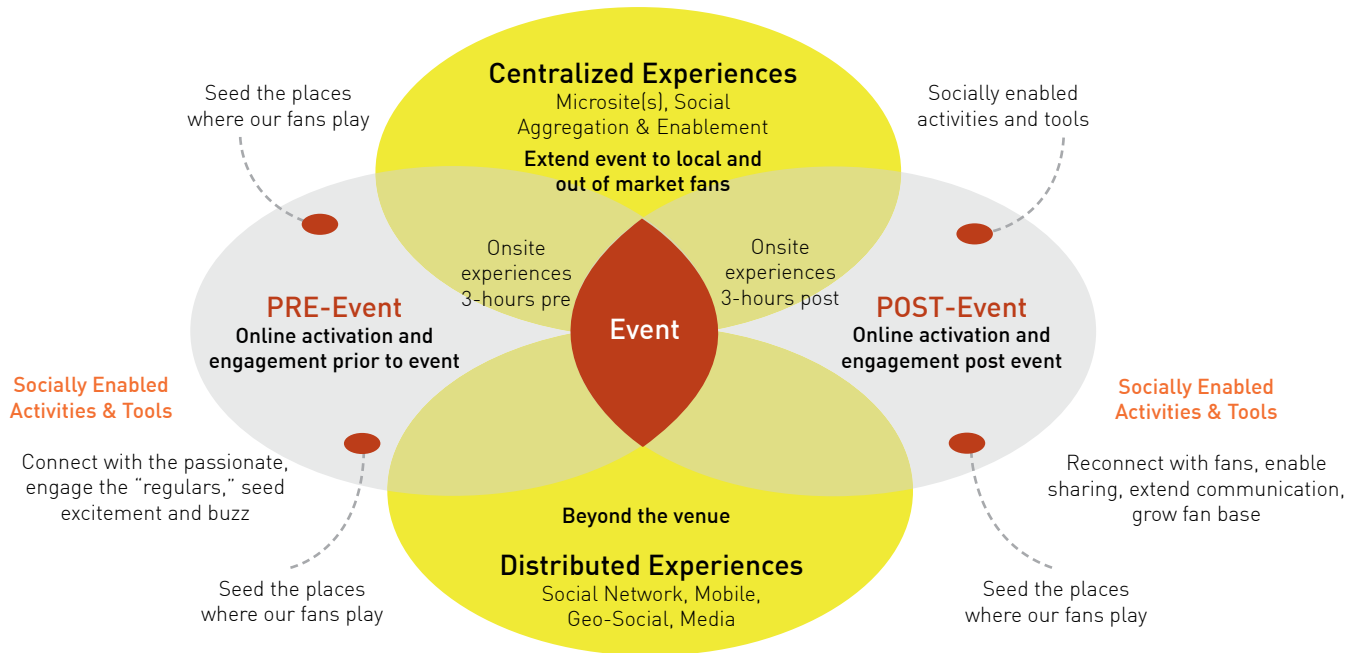 Centralized Experiences
Microsite(s), Social
Aggregation & Enablement
Extend event to local and
out of market fans
Seed the places
where our fans play
Socially enabled
activities and tools
Onsite
experiences
3-hours pre
Onsite
experiences
3-hours post
PRE-Event
Online activation and
engagement prior to event
Event
POST-Event
Online activation and
engagement post event
Socially Enabled
Activities & Tools
Connect with the passionate,
engage the “regulars,” seed
excitement and buzz
Socially Enabled
Activities & Tools
Reconnect with fans, enable
sharing, extend communication,
grow fan base
Beyond the venue
Distributed Experiences
Social Network, Mobile,
Geo-Social, Media
Seed the places
where our fans play
Seed the places
where our fans play